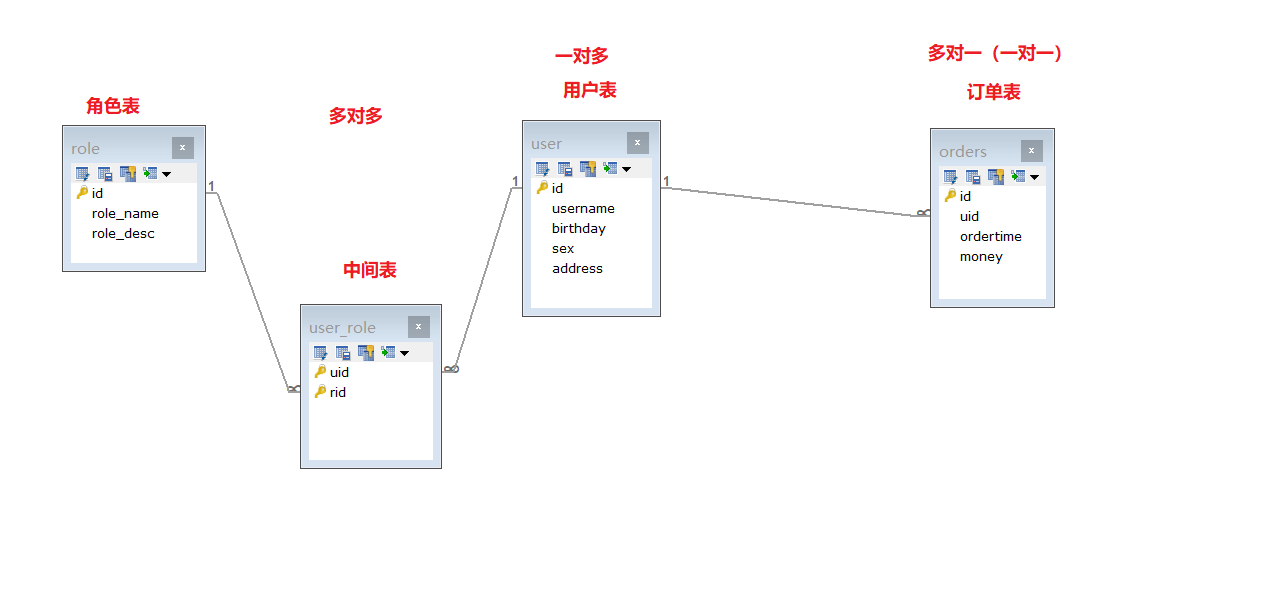 一对多
多对一（一对一）
用户表
订单表
角色表
多对多
role
id
role_name
role_desc
1
中间表
user_role
uid
rid
∞
∞
user
id
username
birthday
sex
address
1
1
orders
id
uid
ordertime
money
∞